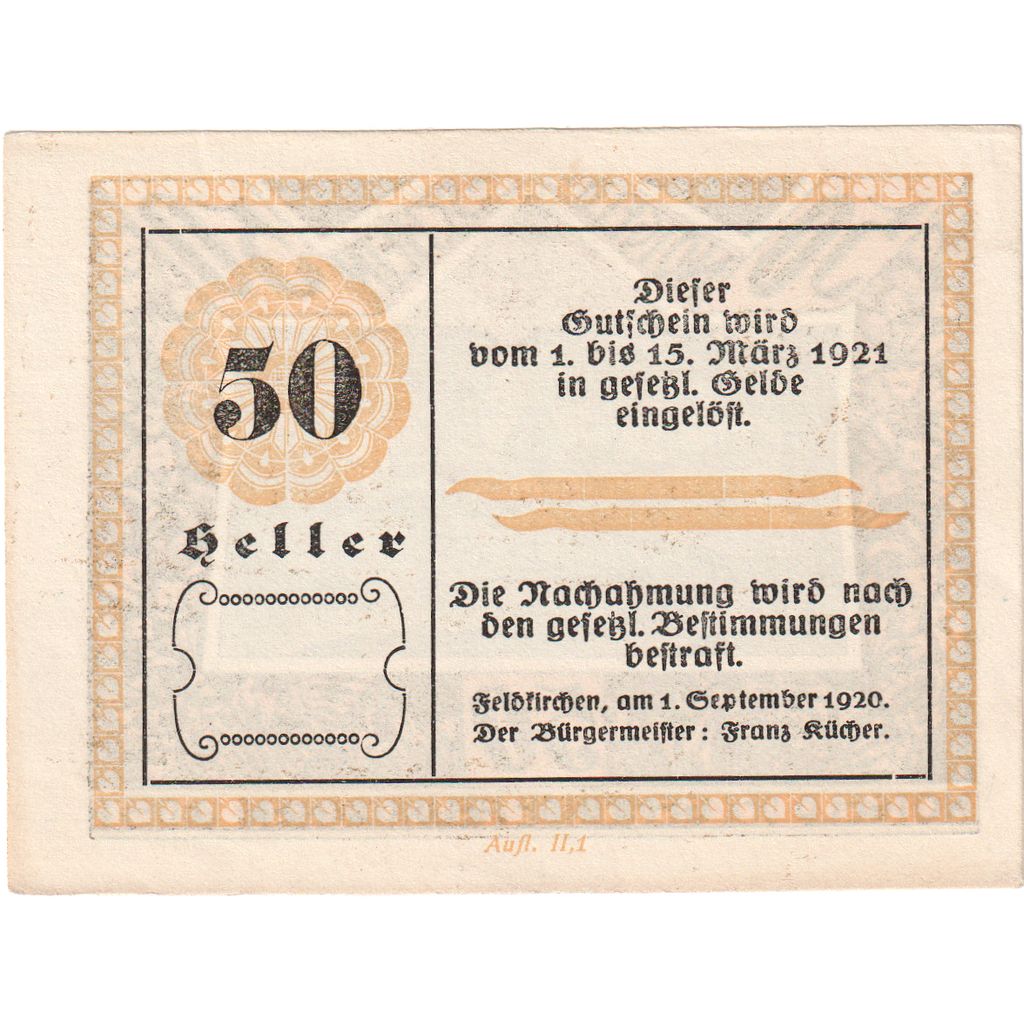 50
Heller
Dieser
Gutschein wird
vom 1. bis 15. März 1921
in gesetzl. Gelde
eingelöst.
Die Nachahmung wird nach
den gesetzl. Bestimmungen
bestraft.
Feldkirchen, am 1. September 1920.
Der Bürgermeister: Franz Kücher.
Aufl. II,1